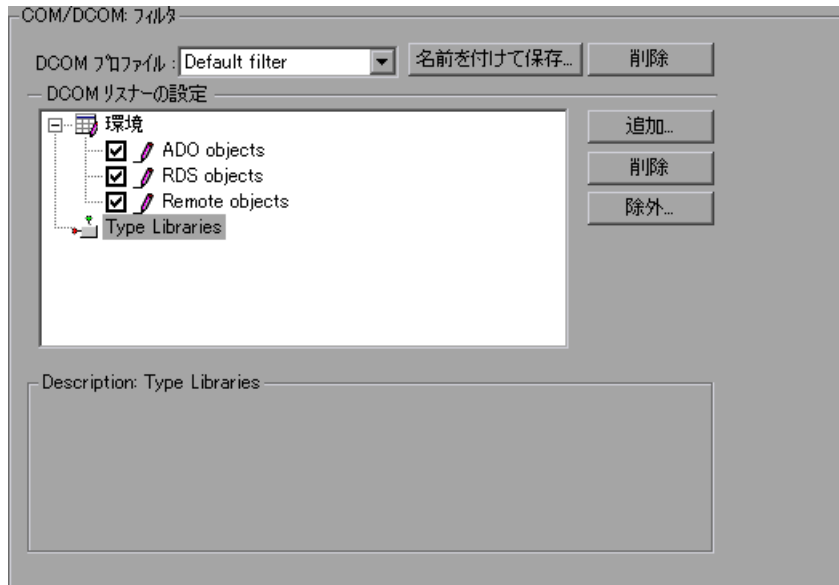 COM/DCOM: フィルタ
DCOM プロファイル : Default filter 名前を付けて保存... 削除
DCOM リスナーの設定
環境 追加...
ADO objects
RDS objects 削除
Remote objects 除外...
Type Libraries
Description: Type Libraries